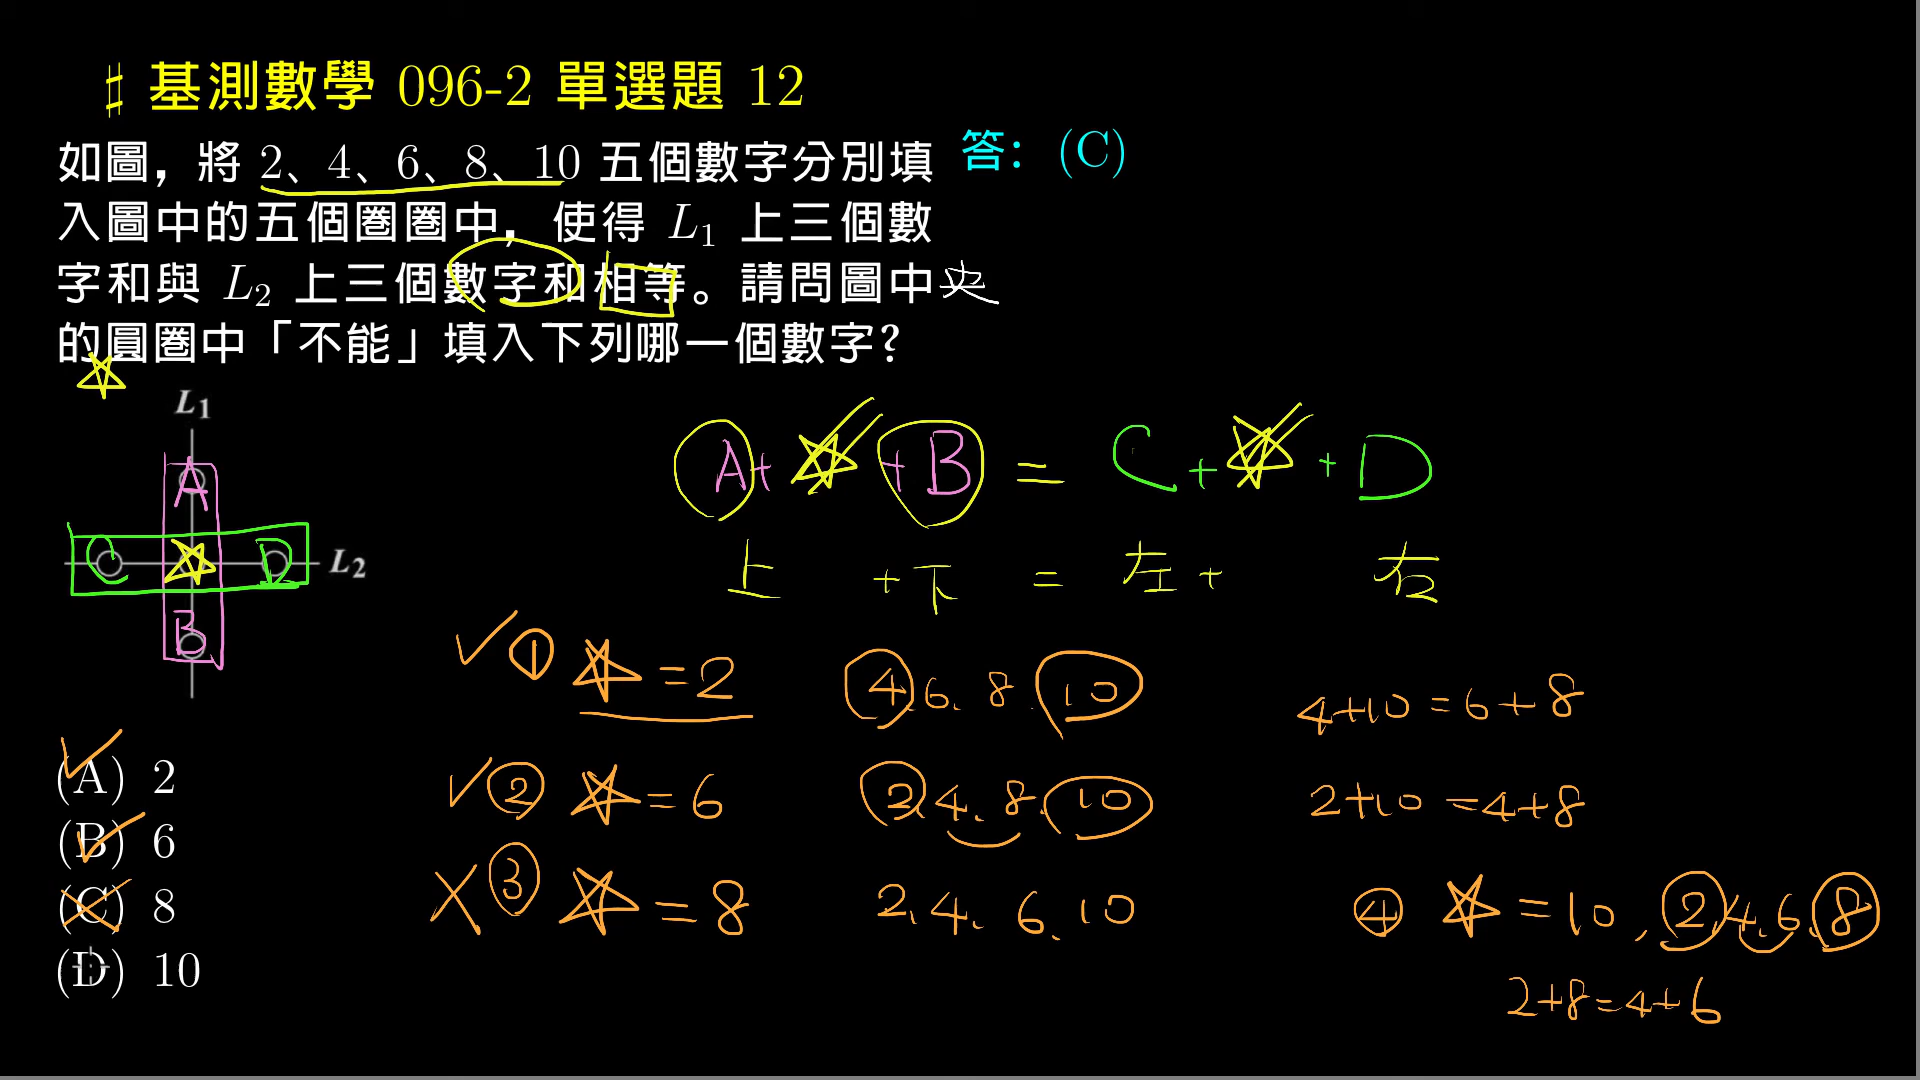 ♯ 基測數學 096-2 單選題 12
如圖，將 2、4、6、8、10 五個數字分別填
入圖中的五個圈圈中，使得 L₁ 上三個數
字和與 L₂ 上三個數字和相等。請問圖中央
的圓圈中「不能」填入下列哪一個數字？
答：(C)
L₁
A
C ☆ D L₂
B
(A) 2
(B) 6
(C) 8
(D) 10
A+ ☆ +B = C + ☆ + D
上 + 下 = 左 + 右
✓ ① ☆ = 2 4.6.8.10 4+10=6+8
✓ ② ☆ = 6 2.4.8.10 2+10=4+8
X ③ ☆ = 8 2.4.6.10
④ ☆ = 10, 2.4.6.8
2+8=4+6